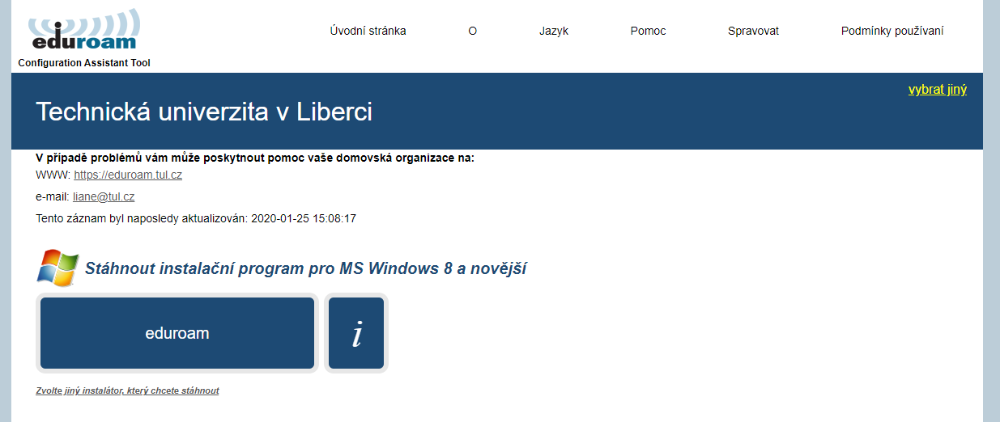 eduroam
Configuration Assistant Tool
Úvodní stránka O Jazyk Pomoc Spravovat Podmínky používaní
vybrat jiný
Technická univerzita v Liberci
V případě problémů vám může poskytnout pomoc vaše domovská organizace na:
WWW: https://eduroam.tul.cz
e-mail: liane@tul.cz
Tento záznam byl naposledy aktualizován: 2020-01-25 15:08:17
Stáhnout instalační program pro MS Windows 8 a novější
eduroam i
Zvolte jiný instalátor, který chcete stáhnout